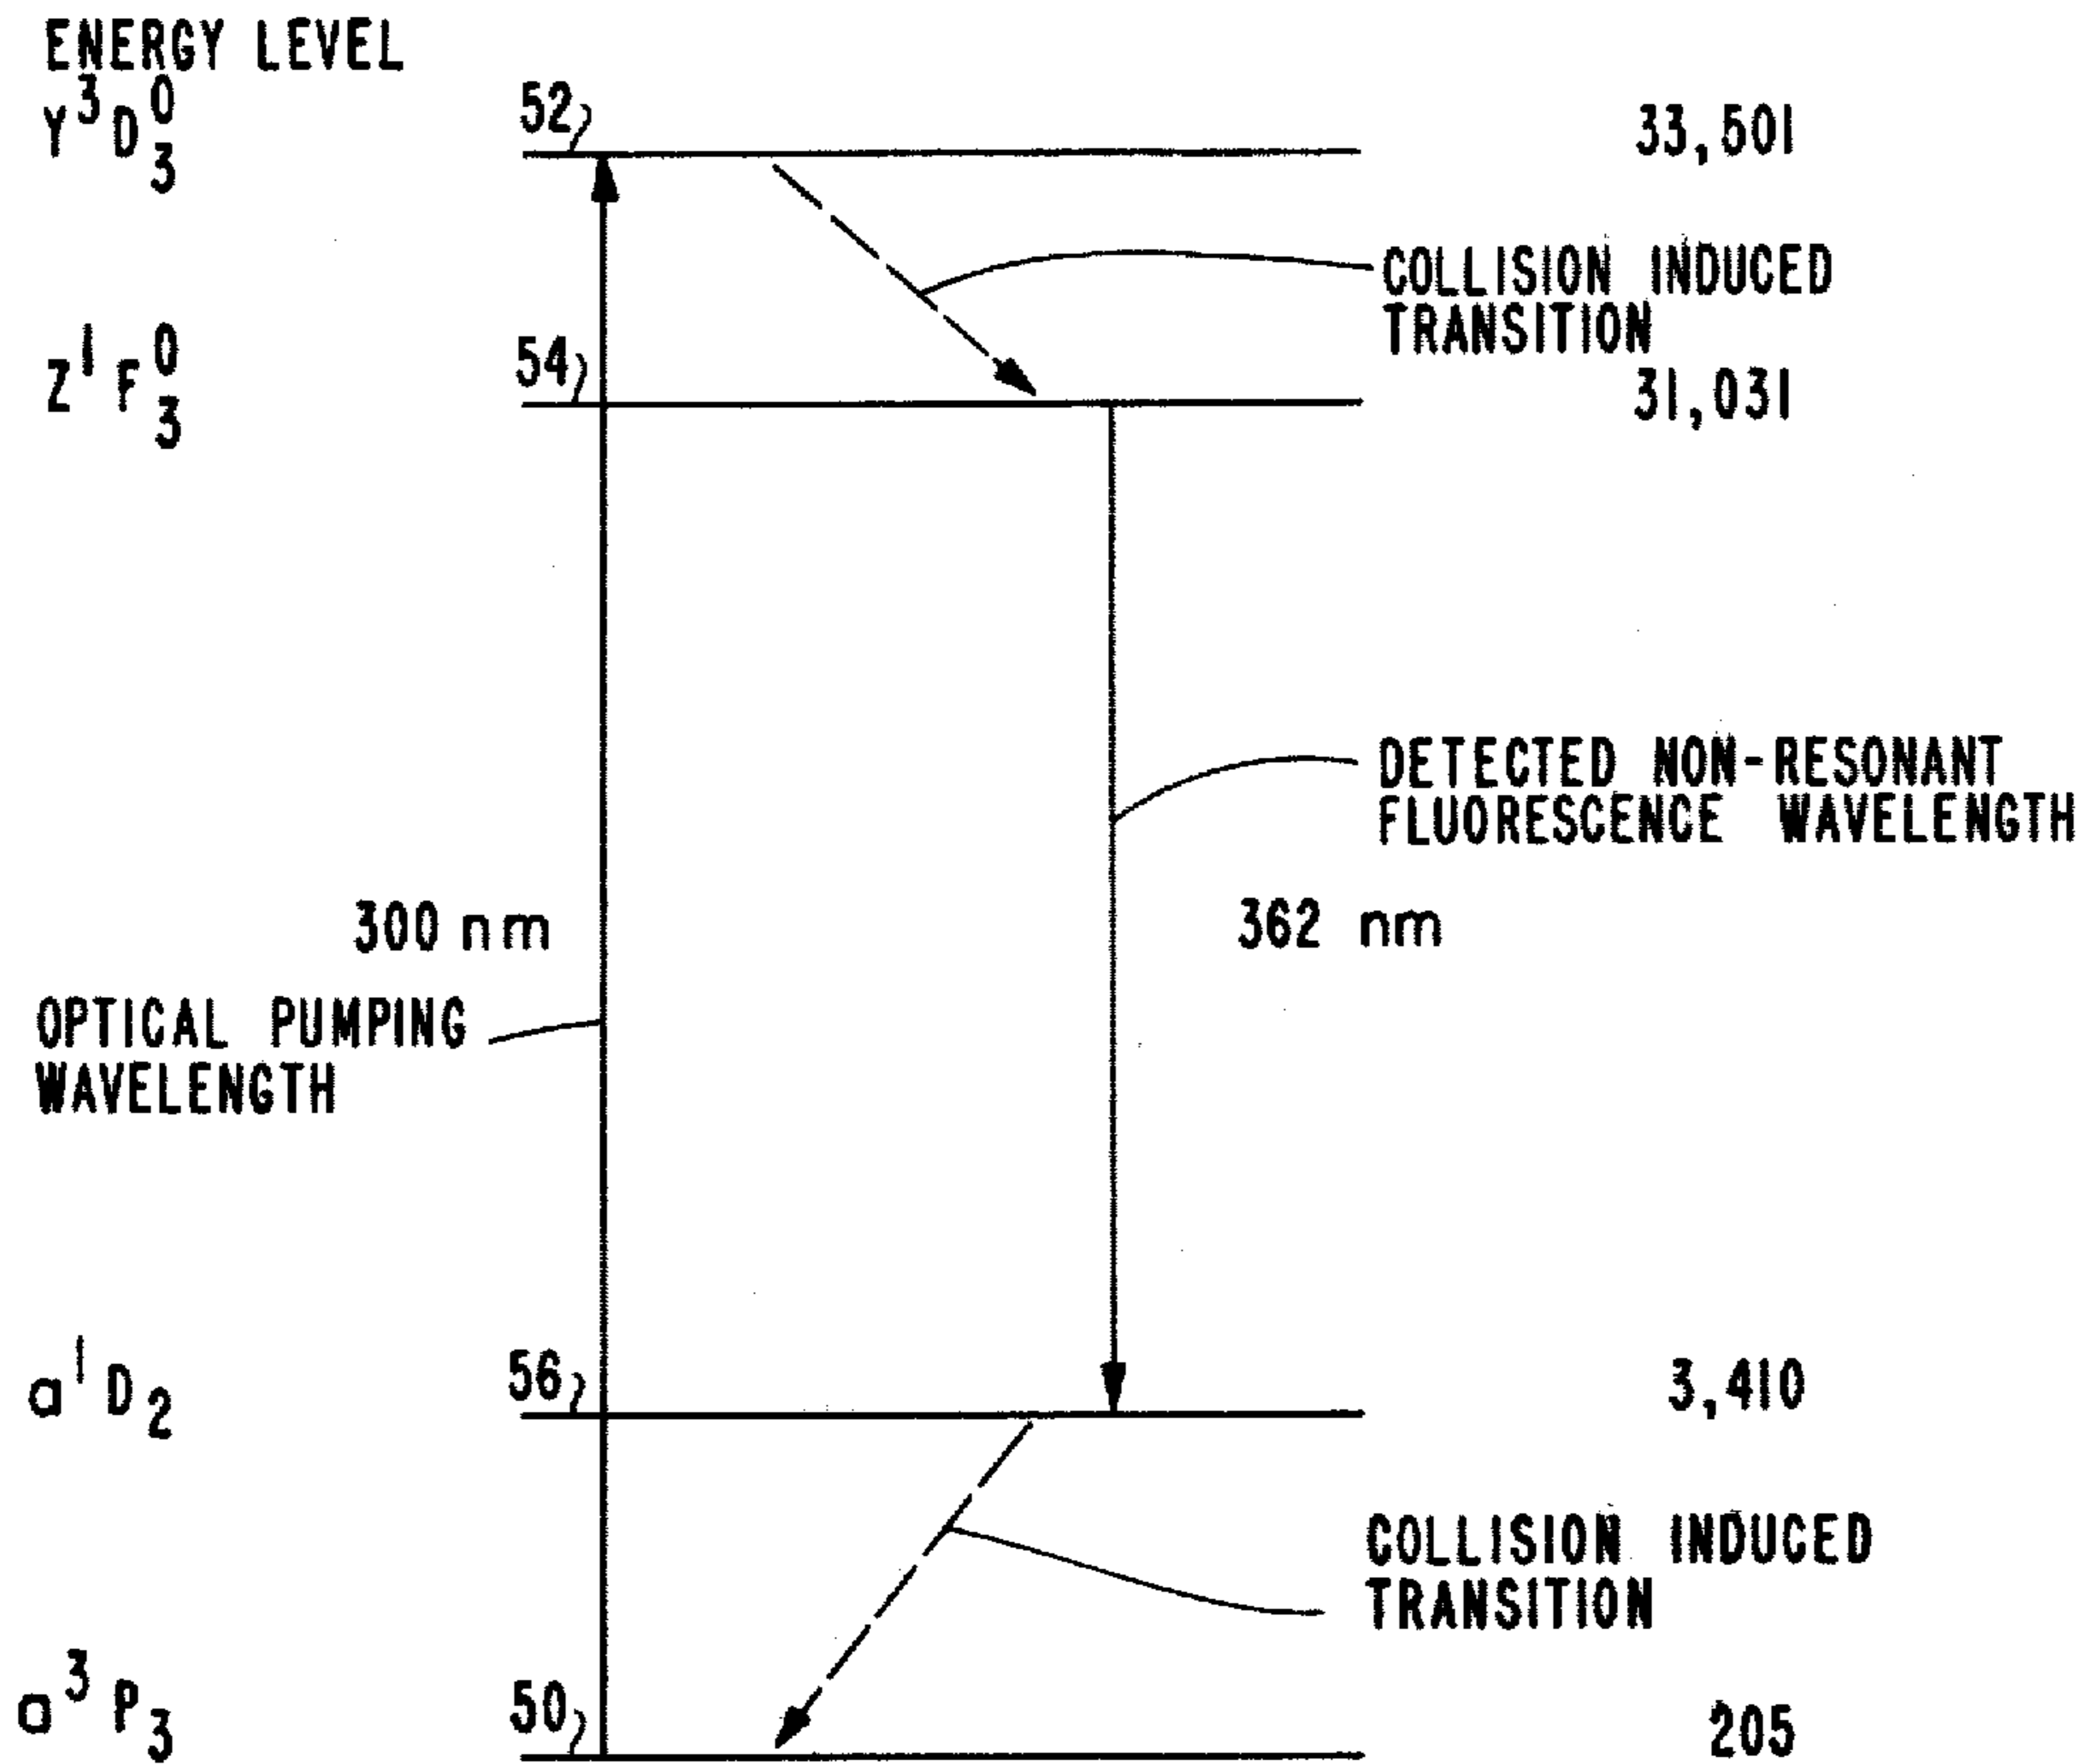 ENERGY LEVEL
Y³D⁰₃
52
33,501
COLLISION INDUCED
TRANSITION
Z¹F⁰₃
54
31,031
DETECTED NON-RESONANT
FLUORESCENCE WAVELENGTH
300 nm
362 nm
OPTICAL PUMPING
WAVELENGTH
a¹D₂
56
3,410
COLLISION INDUCED
TRANSITION
a³P₃
50
205